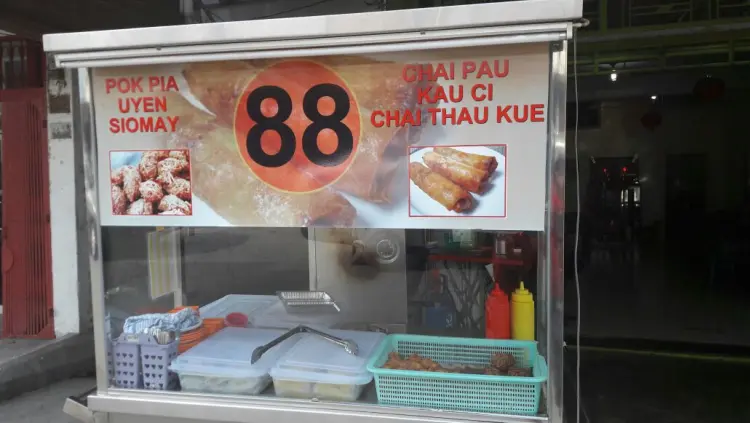 POK PIA
UYEN
SIOMAY
88
CHAI PAU
KAU CI
CHAI THAU KUE